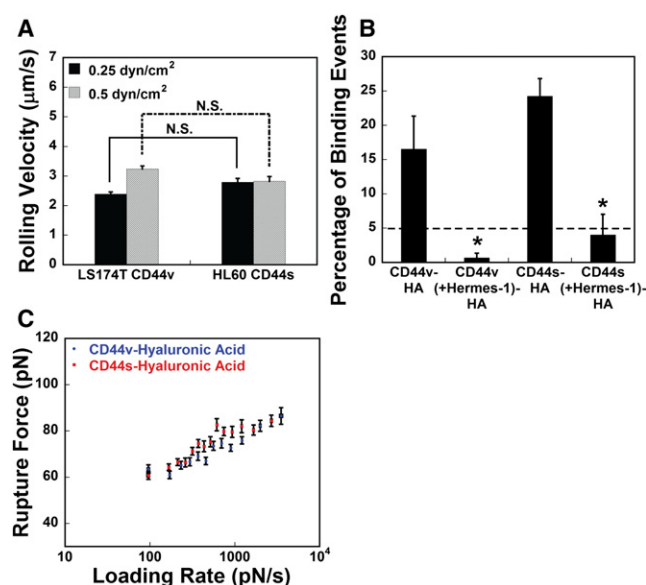 A
Rolling Velocity (μm/s)
7
6
5
4
3
2
1
0
0.25 dyn/cm²
0.5 dyn/cm²
N.S.
N.S.
LS174T CD44v
HL60 CD44s
B
Percentage of Binding Events
30
25
20
15
10
5
0
*
*
CD44v-
HA
CD44v
(+Hermes-1)-
HA
CD44s-
HA
CD44s
(+Hermes-1)-
HA
C
Rupture Force (pN)
120
100
80
60
40
CD44v-Hyaluronic Acid
CD44s-Hyaluronic Acid
10
100
1000
10⁴
Loading Rate (pN/s)